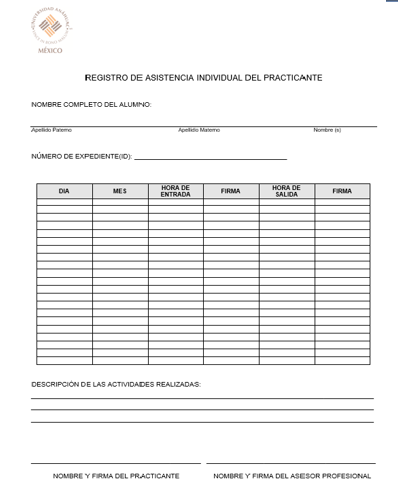 UNIVERSIDAD ANÁHUAC
MÉXICO
REGISTRO DE ASISTENCIA INDIVIDUAL DEL PRACTICANTE
NOMBRE COMPLETO DEL ALUMNO:
Apellido Paterno Apellido Materno Nombre (s)
NÚMERO DE EXPEDIENTE(ID):
DIA MES HORA DE ENTRADA FIRMA HORA DE SALIDA FIRMA
DESCRIPCIÓN DE LAS ACTIVIDADES REALIZADAS:
NOMBRE Y FIRMA DEL PRACTICANTE NOMBRE Y FIRMA DEL ASESOR PROFESIONAL